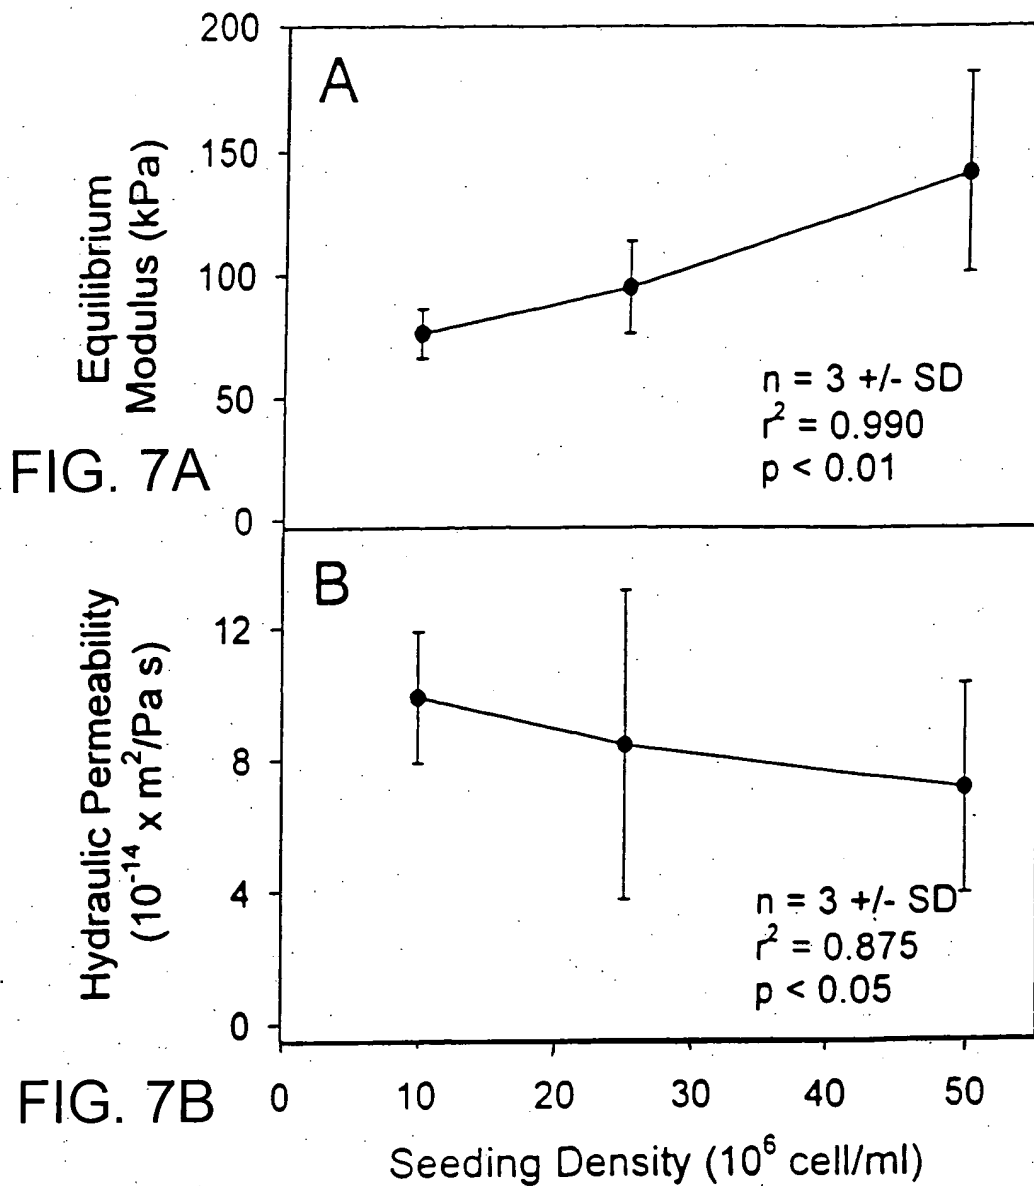 200
A
150
100
50
0
Equilibrium
Modulus (kPa)
n = 3 +/- SD
r² = 0.990
p < 0.01
FIG. 7A
B
12
8
4
0
Hydraulic Permeability
(10⁻¹⁴ x m²/Pa s)
n = 3 +/- SD
r² = 0.875
p < 0.05
FIG. 7B
0 10 20 30 40 50
Seeding Density (10⁶ cell/ml)